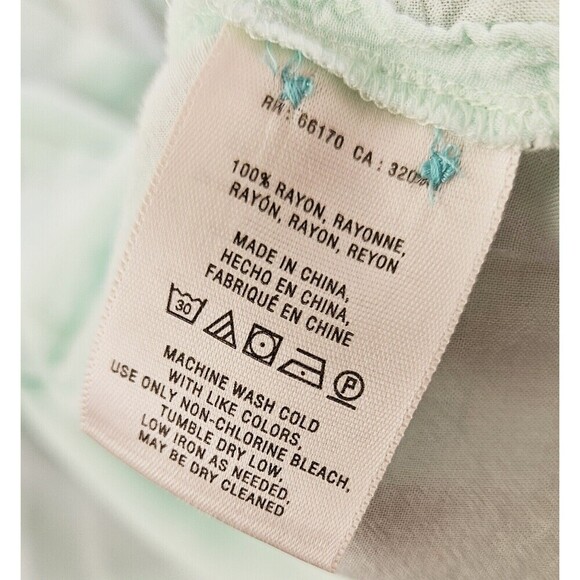 RN: 66170 CA: 320
100% RAYON, RAYONNE,
RAYÓN, RAYON, REYON
MADE IN CHINA,
HECHO EN CHINA,
FABRIQUÉ EN CHINE
30 P
MACHINE WASH COLD
WITH LIKE COLORS,
USE ONLY NON-CHLORINE BLEACH,
TUMBLE DRY LOW,
LOW IRON AS NEEDED,
MAY BE DRY CLEANED